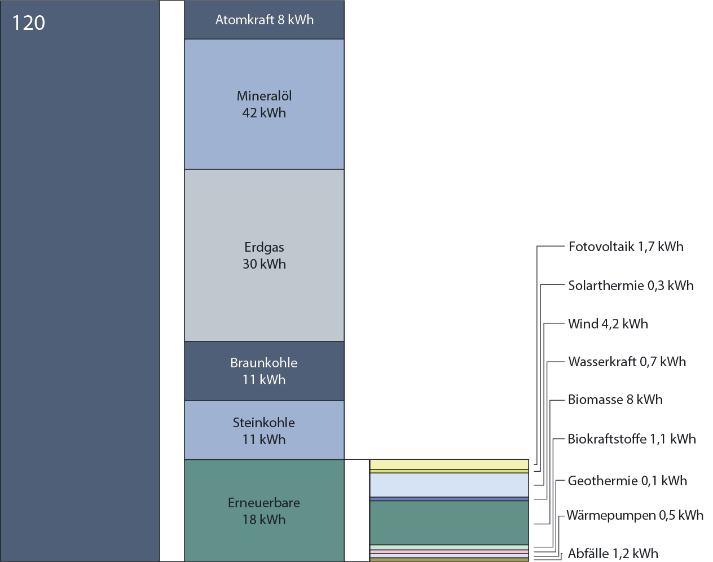 120
Atomkraft 8 kWh
Mineralöl
42 kWh
Erdgas
30 kWh
Braunkohle
11 kWh
Steinkohle
11 kWh
Erneuerbare
18 kWh
Fotovoltaik 1,7 kWh
Solarthermie 0,3 kWh
Wind 4,2 kWh
Wasserkraft 0,7 kWh
Biomasse 8 kWh
Biokraftstoffe 1,1 kWh
Geothermie 0,1 kWh
Wärmepumpen 0,5 kWh
Abfälle 1,2 kWh